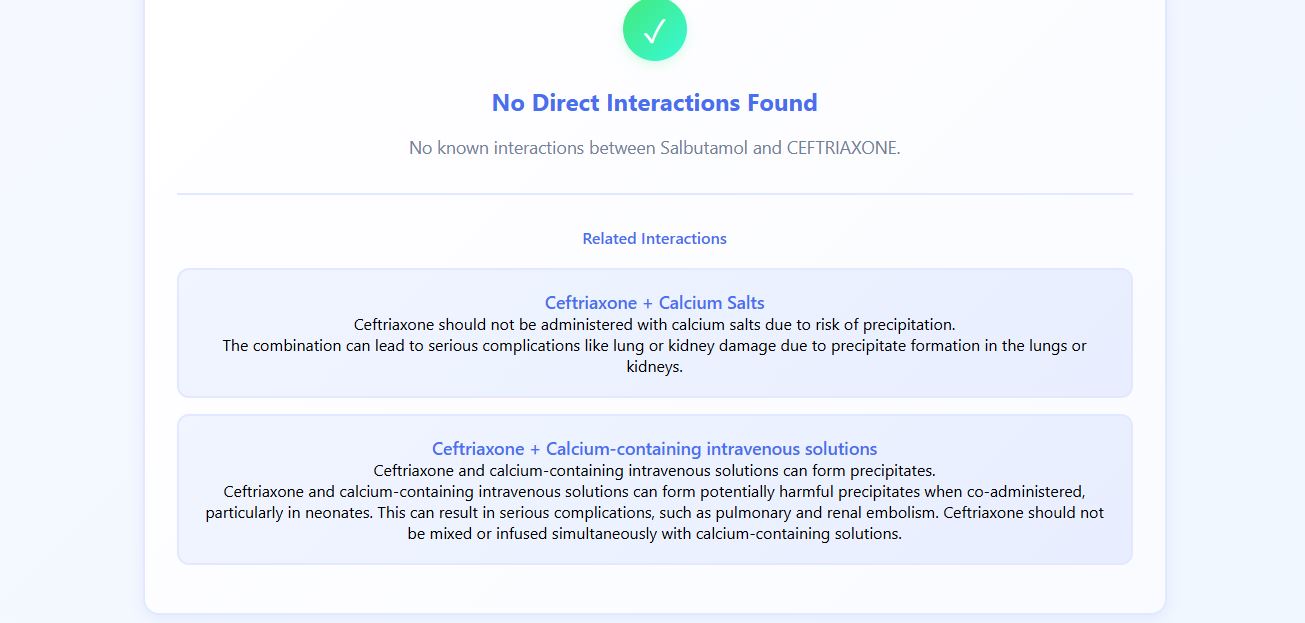 No Direct Interactions Found
No known interactions between Salbutamol and CEFTRIAXONE.
Related Interactions
Ceftriaxone + Calcium Salts
Ceftriaxone should not be administered with calcium salts due to risk of precipitation.
The combination can lead to serious complications like lung or kidney damage due to precipitate formation in the lungs or
kidneys.
Ceftriaxone + Calcium-containing intravenous solutions
Ceftriaxone and calcium-containing intravenous solutions can form precipitates.
Ceftriaxone and calcium-containing intravenous solutions can form potentially harmful precipitates when co-administered,
particularly in neonates. This can result in serious complications, such as pulmonary and renal embolism. Ceftriaxone should not
be mixed or infused simultaneously with calcium-containing solutions.